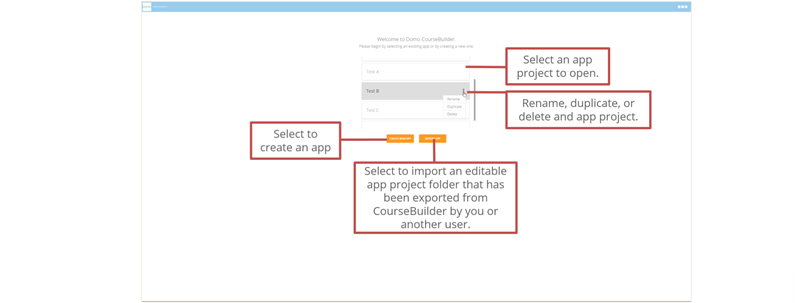 Welcome to Domo CourseBuilder.
Please begin by selecting an existing app or by creating a new one.
Test A
Select an app
project to open.
Test B
Rename
Duplicate
Delete
Rename, duplicate, or
delete and app project.
Test C
Select to
create an app
Select to import an editable
app project folder that has
been exported from
CourseBuilder by you or
another user.